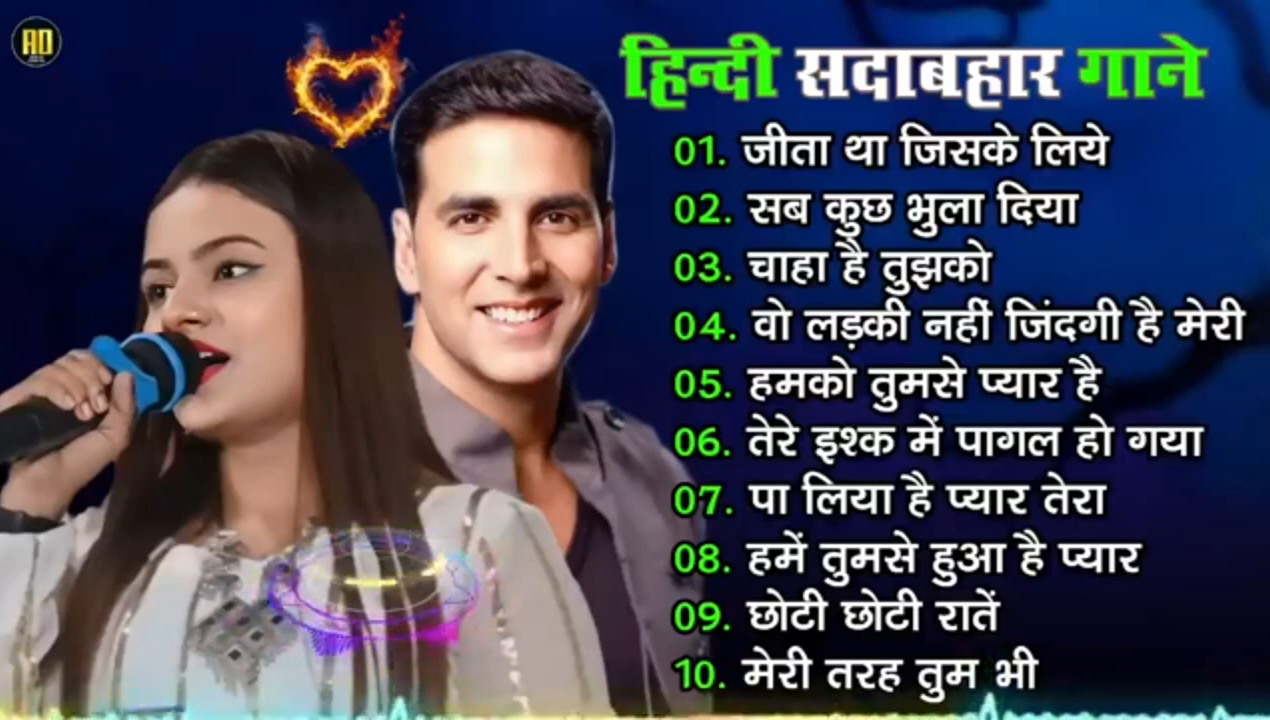 AD
हिन्दी सदाबहार गाने
01. जीता था जिसके लिये
02. सब कुछ भुला दिया
03. चाहा है तुझको
04. वो लड़की नहीं जिंदगी है मेरी
05. हमको तुमसे प्यार है
06. तेरे इश्क में पागल हो गया
07. पा लिया है प्यार तेरा
08. हमें तुमसे हुआ है प्यार
09. छोटी छोटी रातें
10. मेरी तरह तुम भी